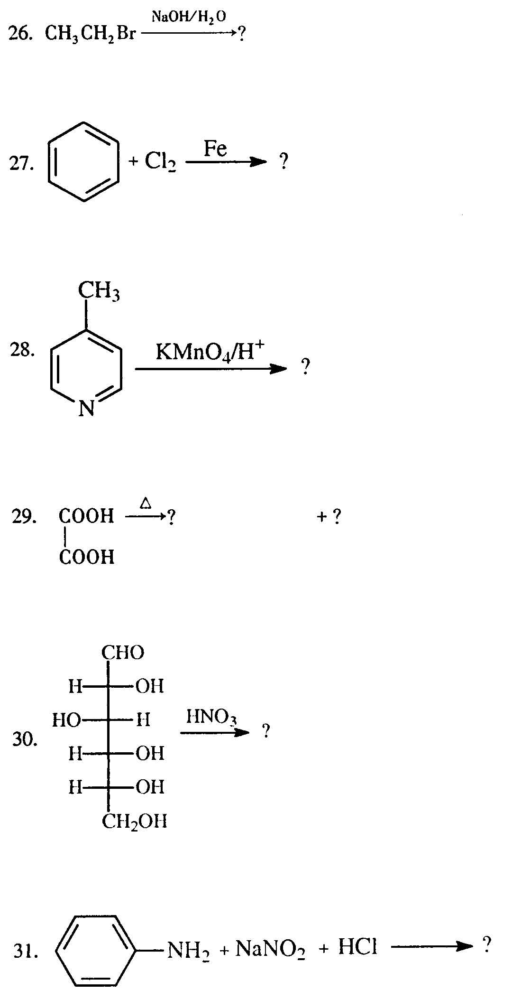 NaOH/H₂O
26. CH₃CH₂Br ⟶ ?
Fe
27. + Cl₂ ⟶ ?
CH₃
28. KMnO₄/H⁺ ⟶ ?
N
29. COOH △⟶ ? + ?
COOH
CHO
H OH
HO H HNO₃
30. ⟶ ?
H OH
H OH
CH₂OH
31. NH₂ + NaNO₂ + HCl ⟶ ?